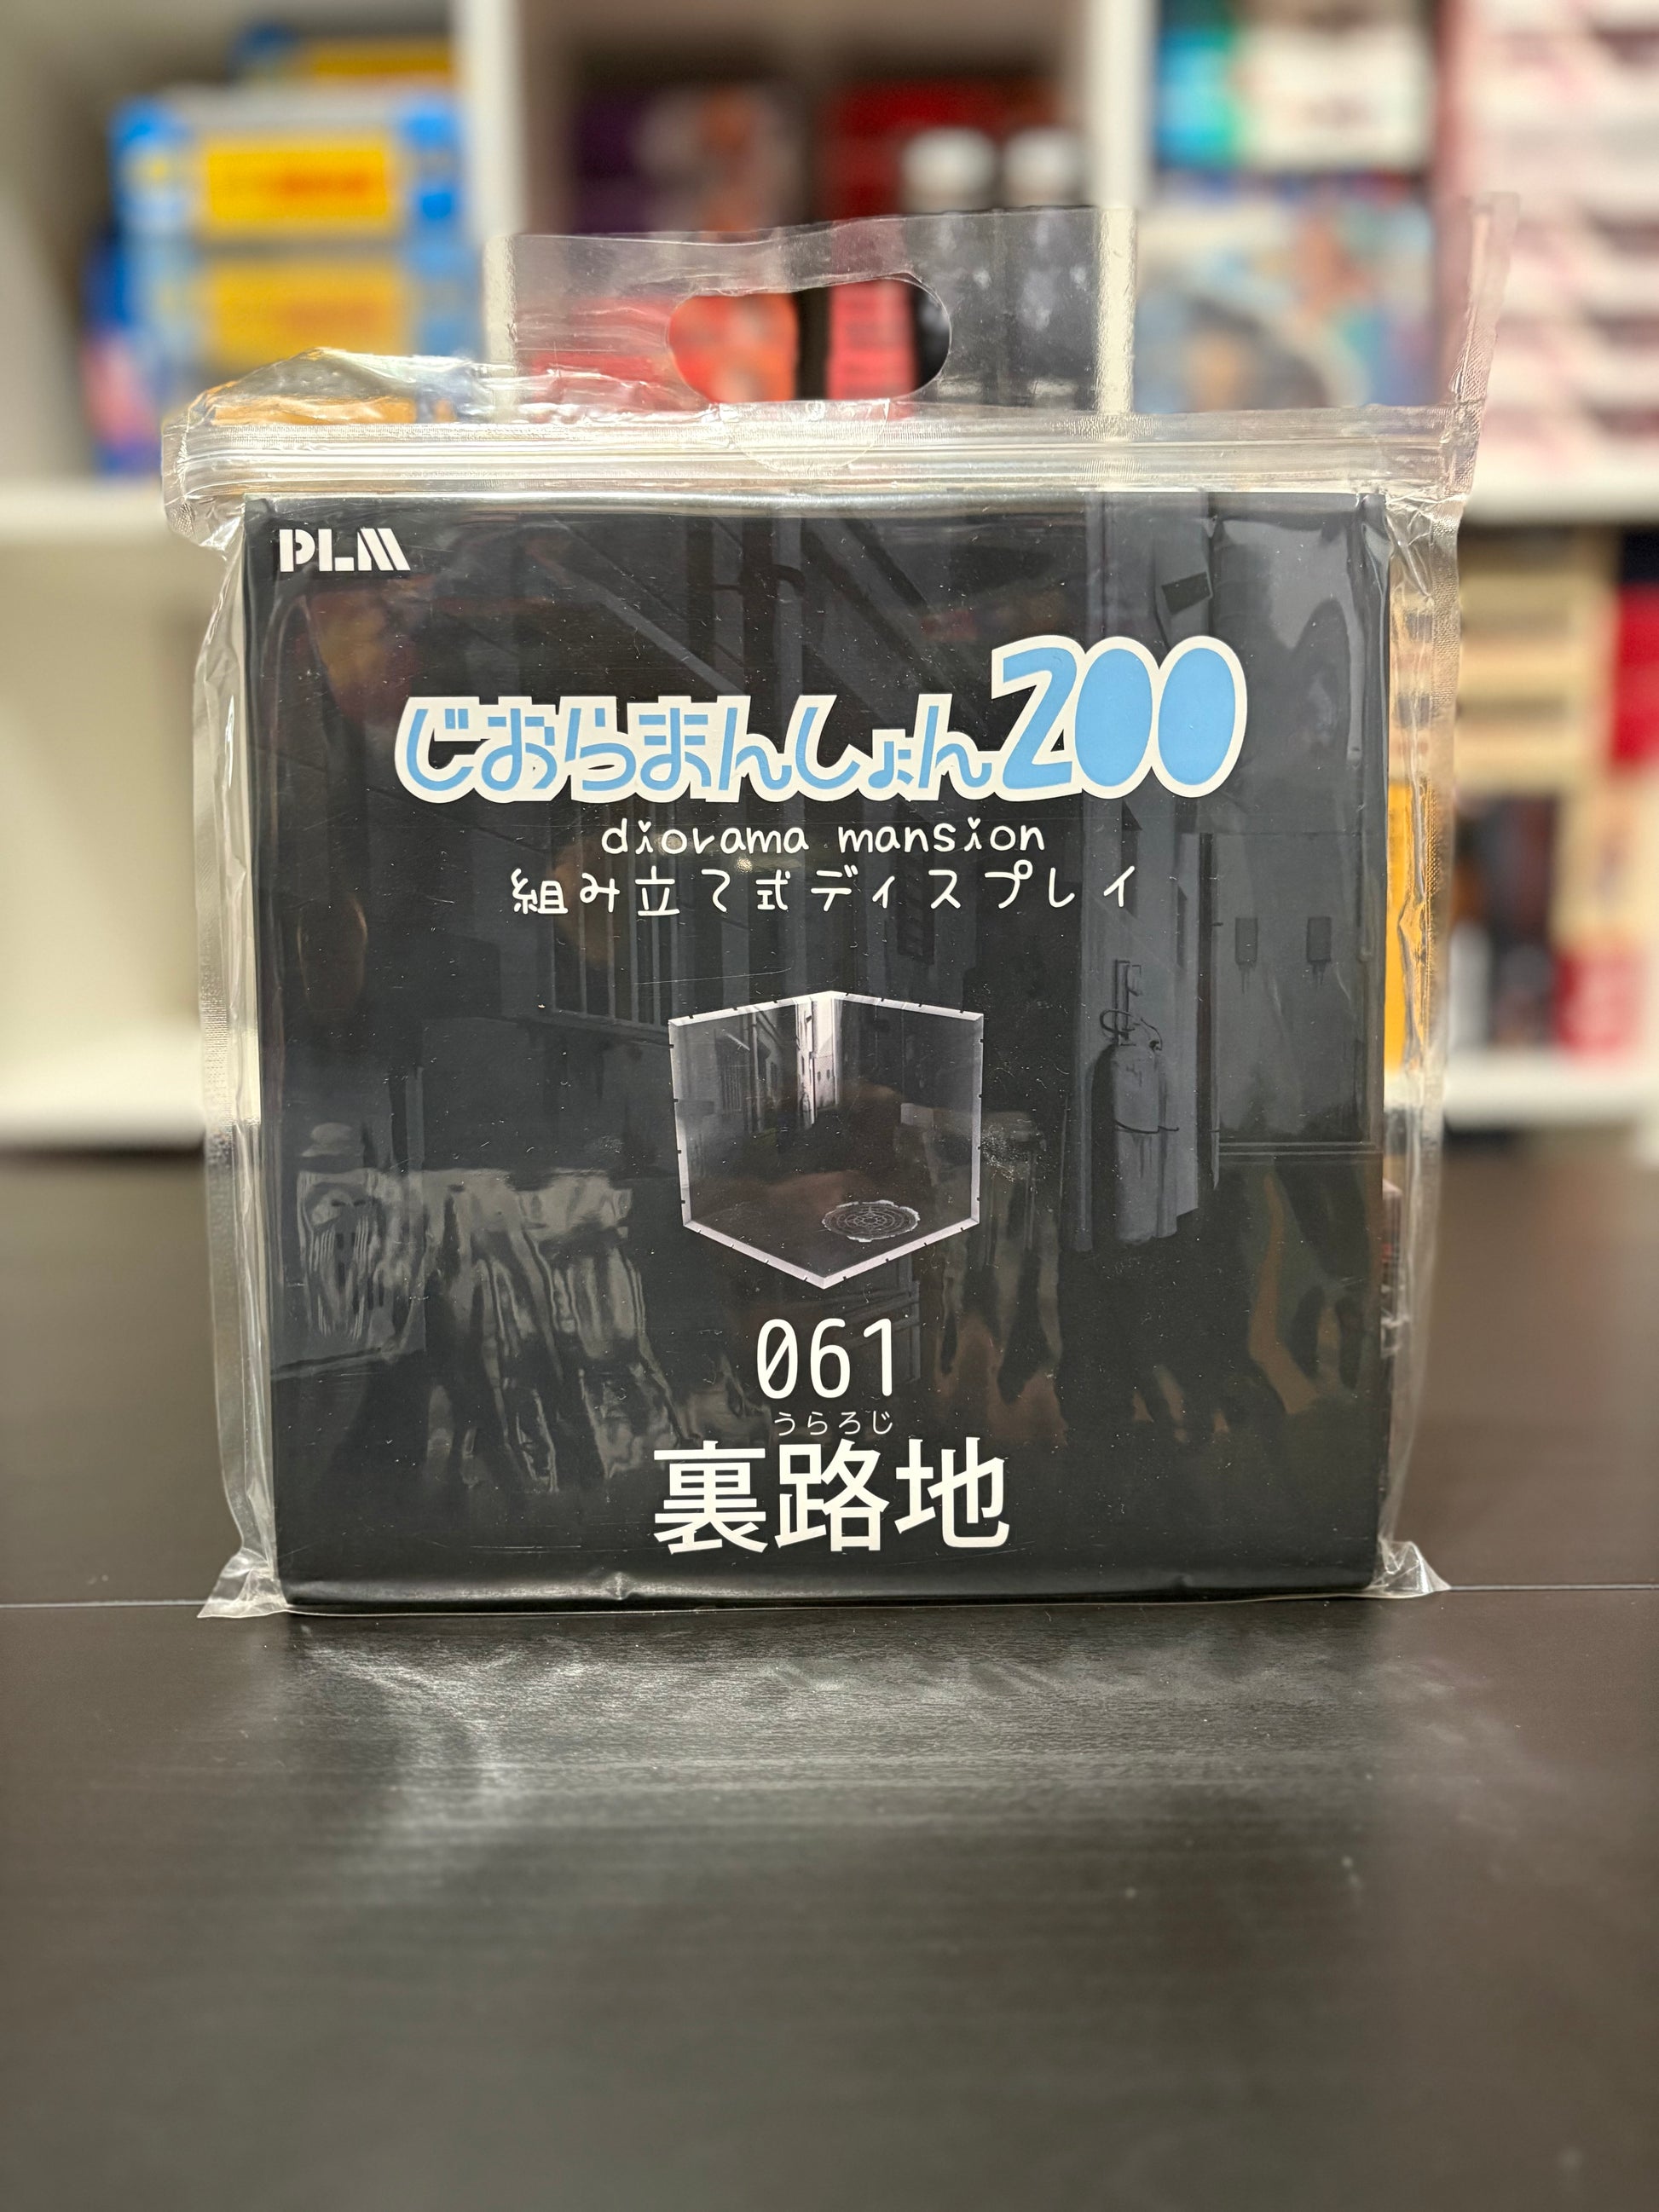 PLM
じおらまんしょん200
diorama mansion
組み立て式ディスプレイ
061
うらろじ
裏路地